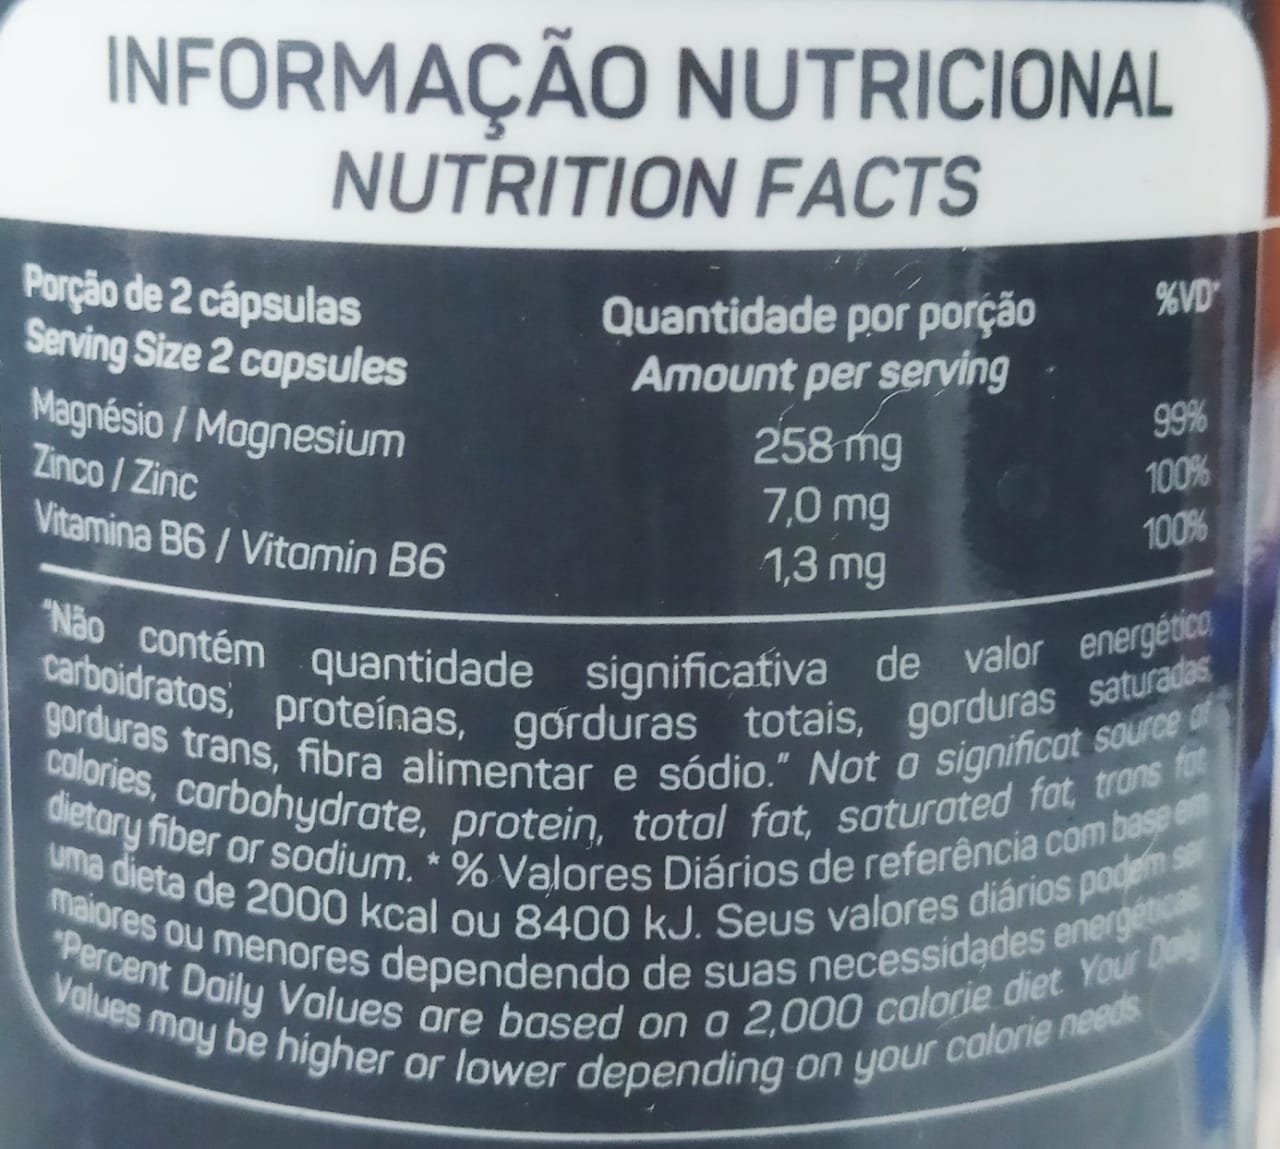 INFORMAÇÃO NUTRICIONAL
NUTRITION FACTS
Porção de 2 cápsulas Quantidade por porção %VD*
Serving Size 2 capsules Amount per serving
Magnésio / Magnesium 258 mg 99%
Zinco / Zinc 7,0 mg 100%
Vitamina B6 / Vitamin B6 1,3 mg 100%
"Não contém quantidade significativa de valor energético,
carboidratos, proteínas, gorduras totais, gorduras saturadas,
gorduras trans, fibra alimentar e sódio." Not a significat source of
calories, carbohydrate, protein, total fat, saturated fat, trans fat
dietary fiber or sodium. * % Valores Diários de referência com base em
uma dieta de 2000 kcal ou 8400 kJ. Seus valores diários podem ser
maiores ou menores dependendo de suas necessidades energéticas.
*Percent Daily Values are based on a 2,000 calorie diet. Your Daily
Values may be higher or lower depending on your calorie needs.